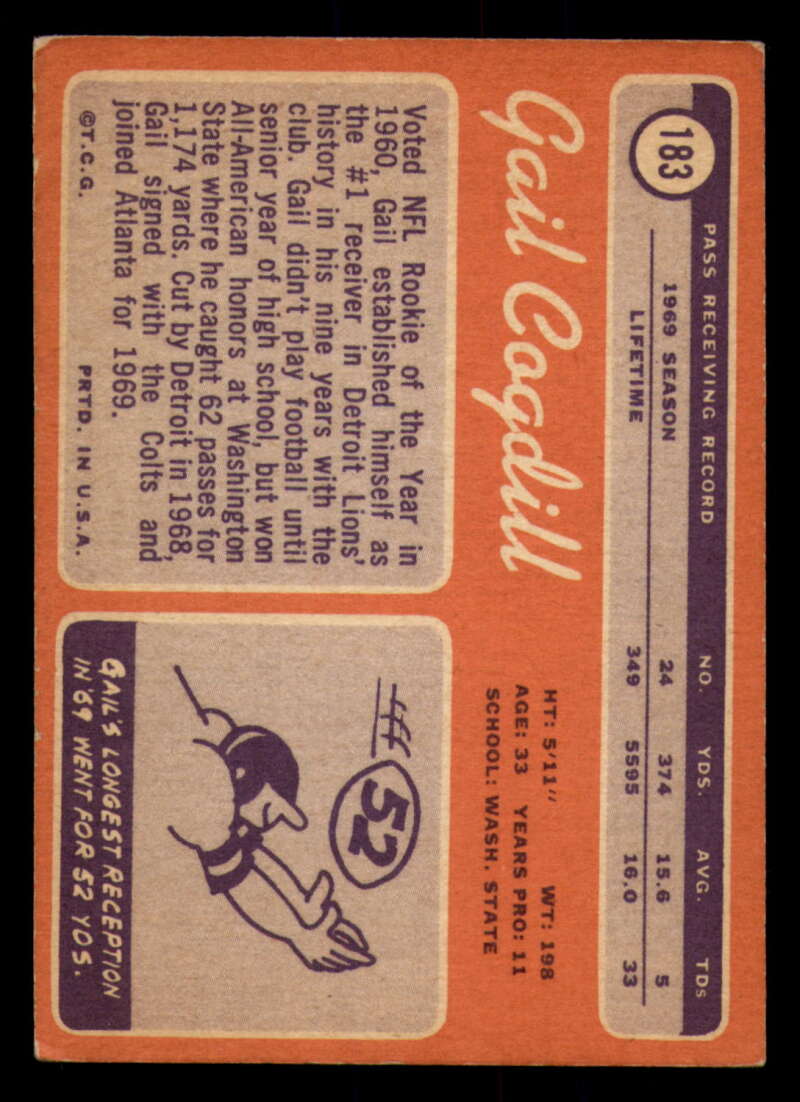 183
PASS RECEIVING RECORD NO. YDS. AVG. TDs
1969 SEASON 24 374 15.6 5
LIFETIME 349 5595 16.0 33
Gail Cogdill
HT: 5'11" WT: 198
AGE: 33 YEARS PRO: 11
SCHOOL: WASH. STATE
Voted NFL Rookie of the Year in
1960, Gail established himself as
the #1 receiver in Detroit Lions'
history in his nine years with the
club. Gail didn't play football until
senior year of high school, but won
All-American honors at Washington
State where he caught 62 passes for
1,174 yards. Cut by Detroit in 1968,
Gail signed with the Colts and
joined Atlanta for 1969.
©T.C.G. PRTD. IN U.S.A.
52
GAIL'S LONGEST RECEPTION
IN '69 WENT FOR 52 YDS.